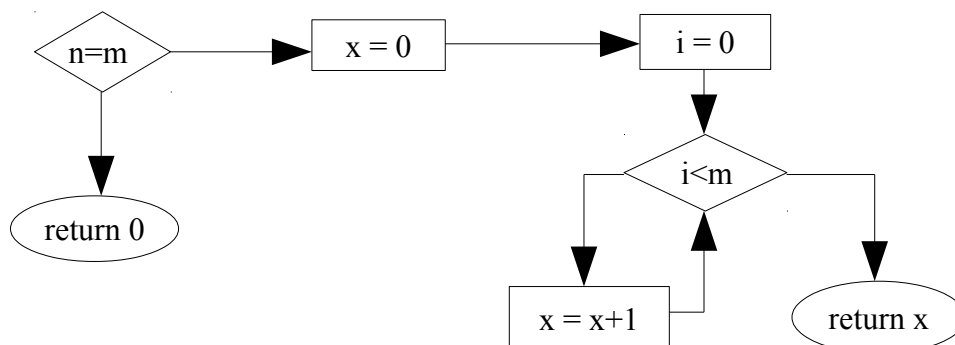 n=m
x = 0
i = 0
i<m
return 0
x = x+1
return x